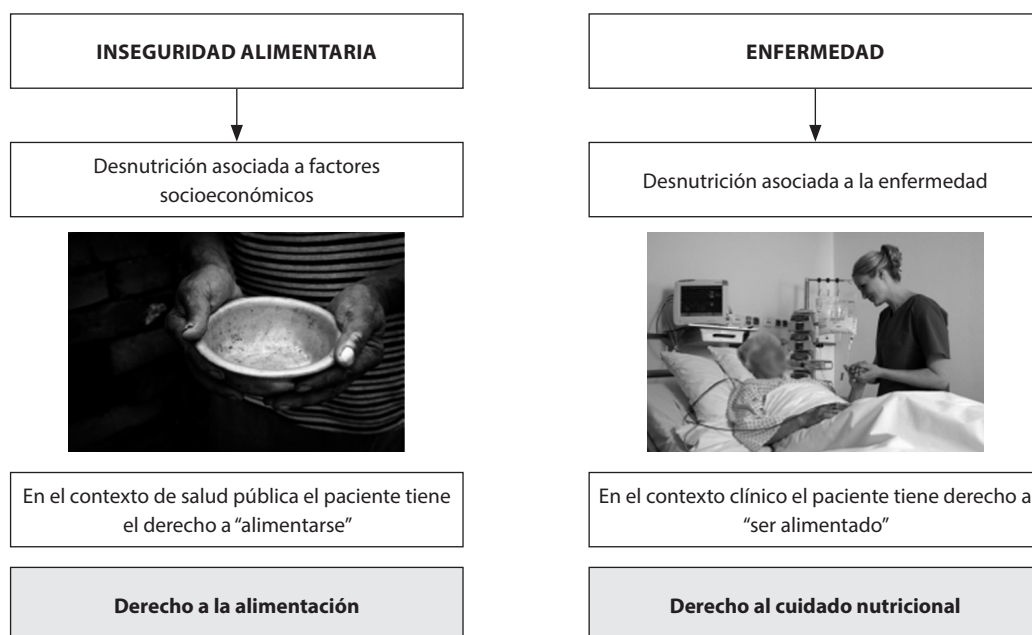 INSEGURIDAD ALIMENTARIA
Desnutrición asociada a factores
socioeconómicos
En el contexto de salud pública el paciente tiene
el derecho a “alimentarse”
Derecho a la alimentación
ENFERMEDAD
Desnutrición asociada a la enfermedad
En el contexto clínico el paciente tiene derecho a
“ser alimentado”
Derecho al cuidado nutricional